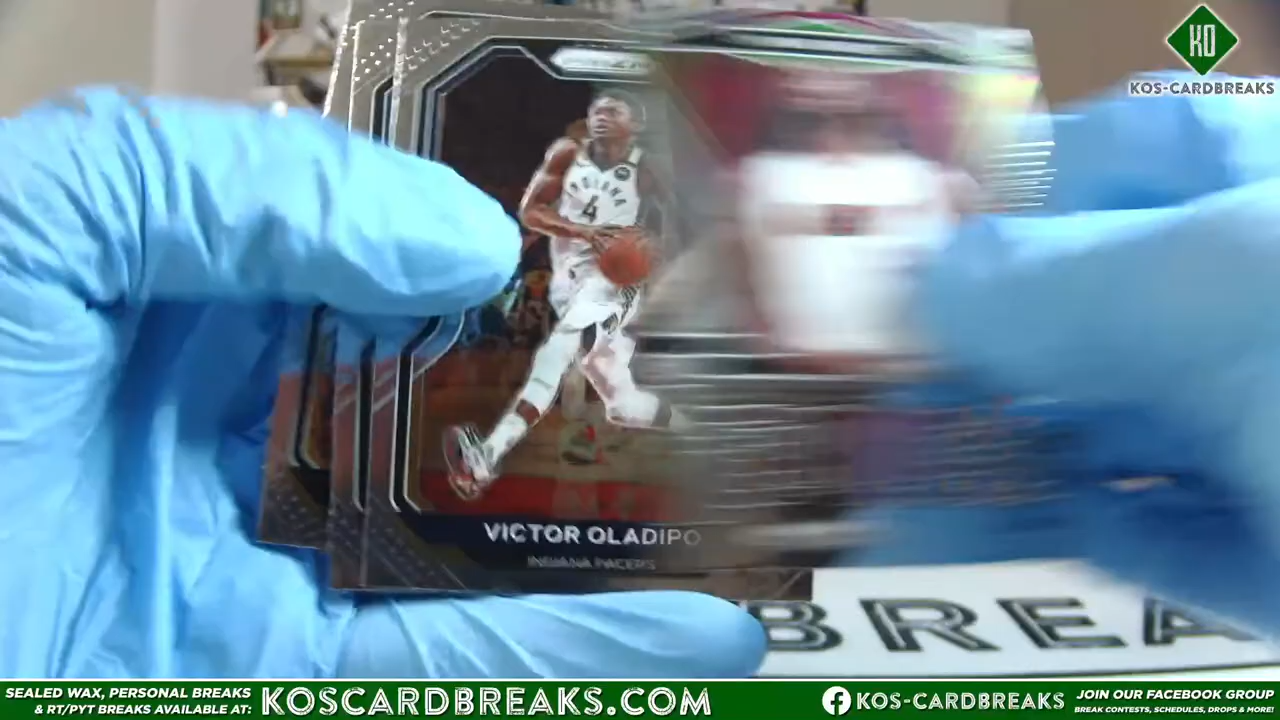 KO
KOS-CARDBREAKS
PRIZM
INDIANA
4
VICTOR OLADIPO
INDIANA PACERS
BREA
SEALED WAX, PERSONAL BREAKS
& RT/PYT BREAKS AVAILABLE AT:
KOSCARDBREAKS.COM
KOS-CARDBREAKS
JOIN OUR FACEBOOK GROUP
BREAK CONTESTS, SCHEDULES, DROPS & MORE!